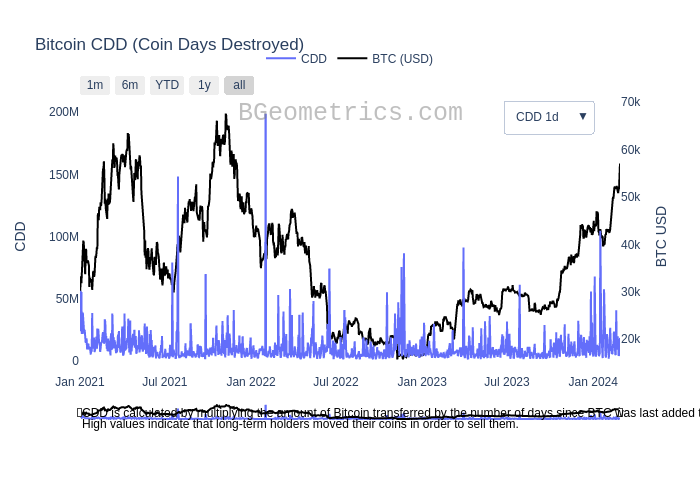 Bitcoin CDD (Coin Days Destroyed)
CDD BTC (USD)
1m 6m YTD 1y all
BGeometrics.com
CDD 1d ▼
200M
150M
100M
50M
0
CDD
70k
60k
50k
40k
30k
20k
BTC USD
Jan 2021 Jul 2021 Jan 2022 Jul 2022 Jan 2023 Jul 2023 Jan 2024
CDD is calculated by multiplying the amount of Bitcoin transferred by the number of days since BTC was last added t
High values indicate that long-term holders moved their coins in order to sell them.